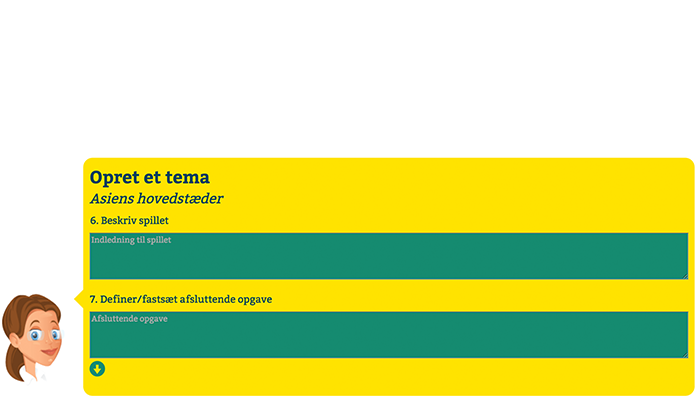 Opret et tema
Asiens hovedstæder
6. Beskriv spillet
Indledning til spillet
7. Definer/fastsæt afsluttende opgave
Afsluttende opgave